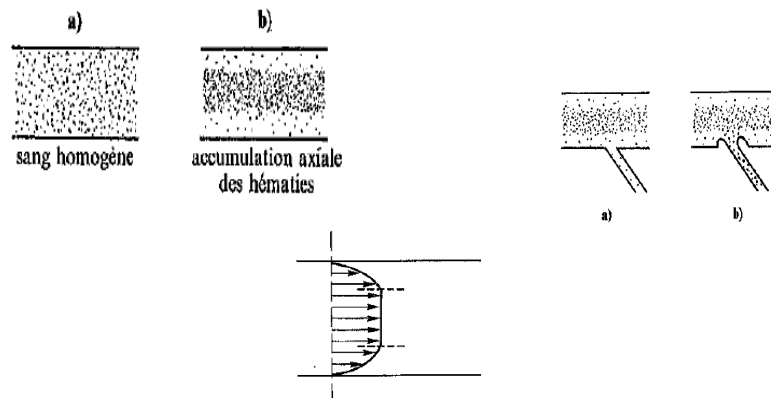 a)
b)
sang homogène
accumulation axiale
des hématies
a)
b)